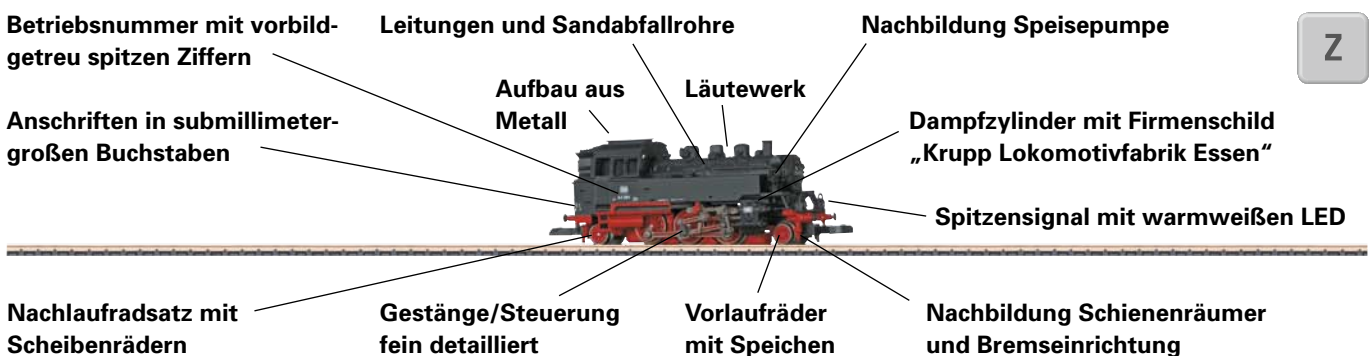 Betriebsnummer mit vorbild-
getreu spitzen Ziffern
Leitungen und Sandabfallrohre
Nachbildung Speisepumpe
Z
Aufbau aus
Metall
Läutewerk
Anschriften in submillimeter-
großen Buchstaben
Dampfzylinder mit Firmenschild
„Krupp Lokomotivfabrik Essen“
Spitzensignal mit warmweißen LED
Nachlaufradsatz mit
Scheibenrädern
Gestänge/Steuerung
fein detailliert
Vorlaufräder
mit Speichen
Nachbildung Schienenräumer
und Bremseinrichtung